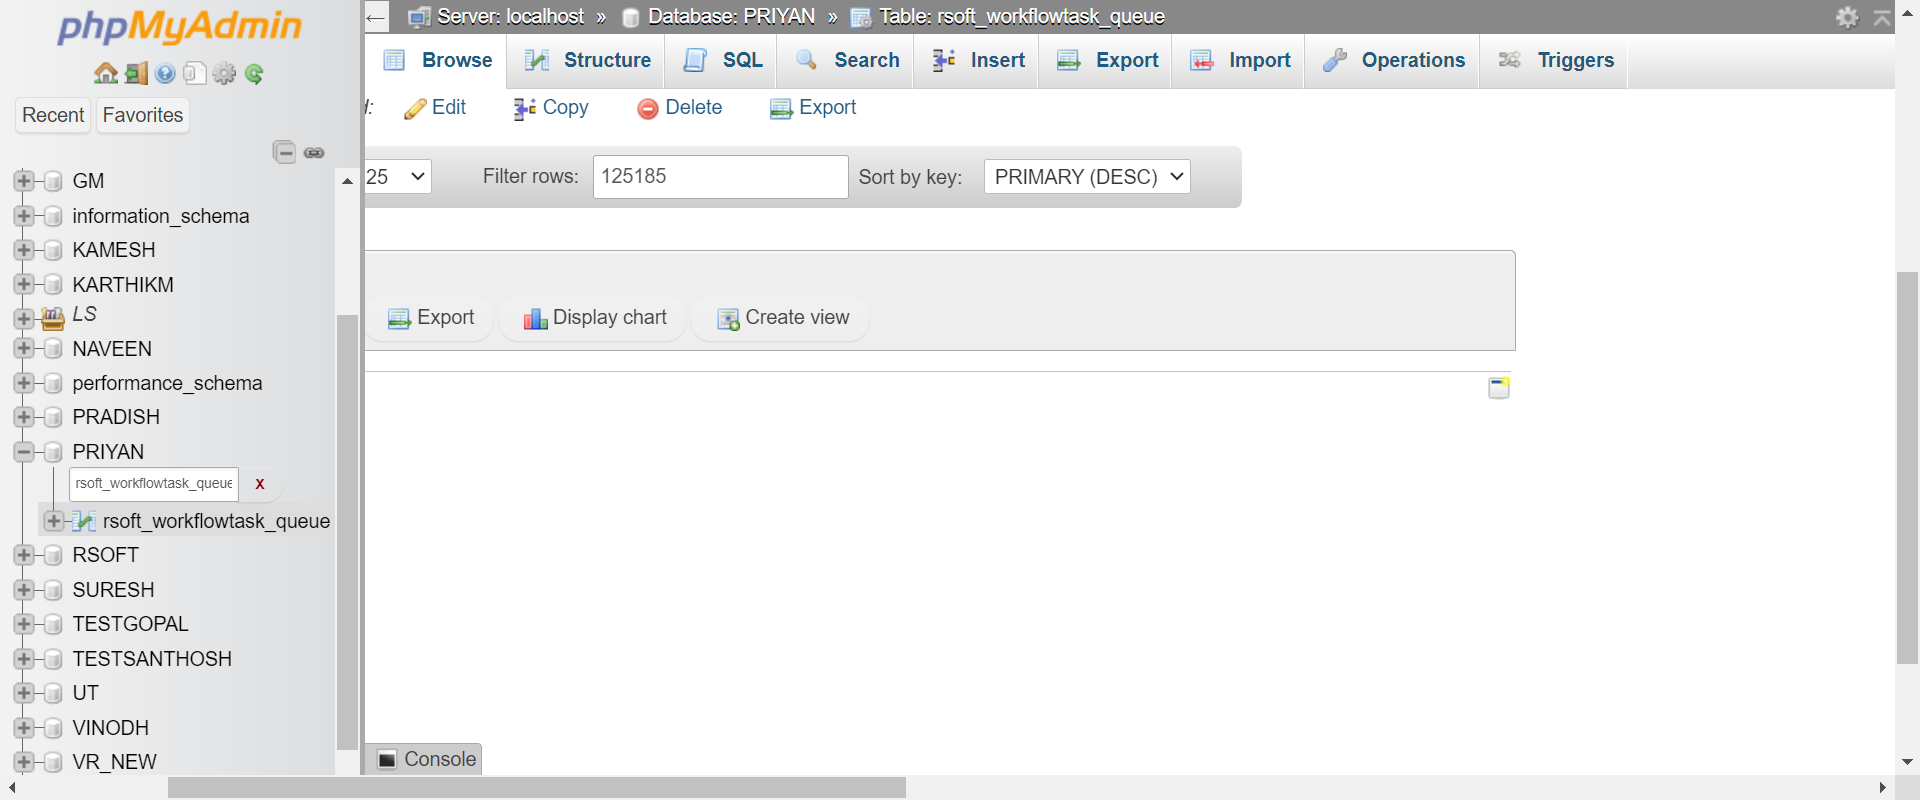 phpMyAdmin
Recent Favorites
GM
information_schema
KAMESH
KARTHIKM
LS
NAVEEN
performance_schema
PRADISH
PRIYAN
rsoft_workflowtask_queue X
rsoft_workflowtask_queue
RSOFT
SURESH
TESTGOPAL
TESTSANTHOSH
UT
VINODH
VR_NEW
← Server: localhost » Database: PRIYAN » Table: rsoft_workflowtask_queue
Browse Structure SQL Search Insert Export Import Operations Triggers
Edit Copy Delete Export
25 Filter rows: 125185 Sort by key: PRIMARY (DESC)
Export Display chart Create view
Console